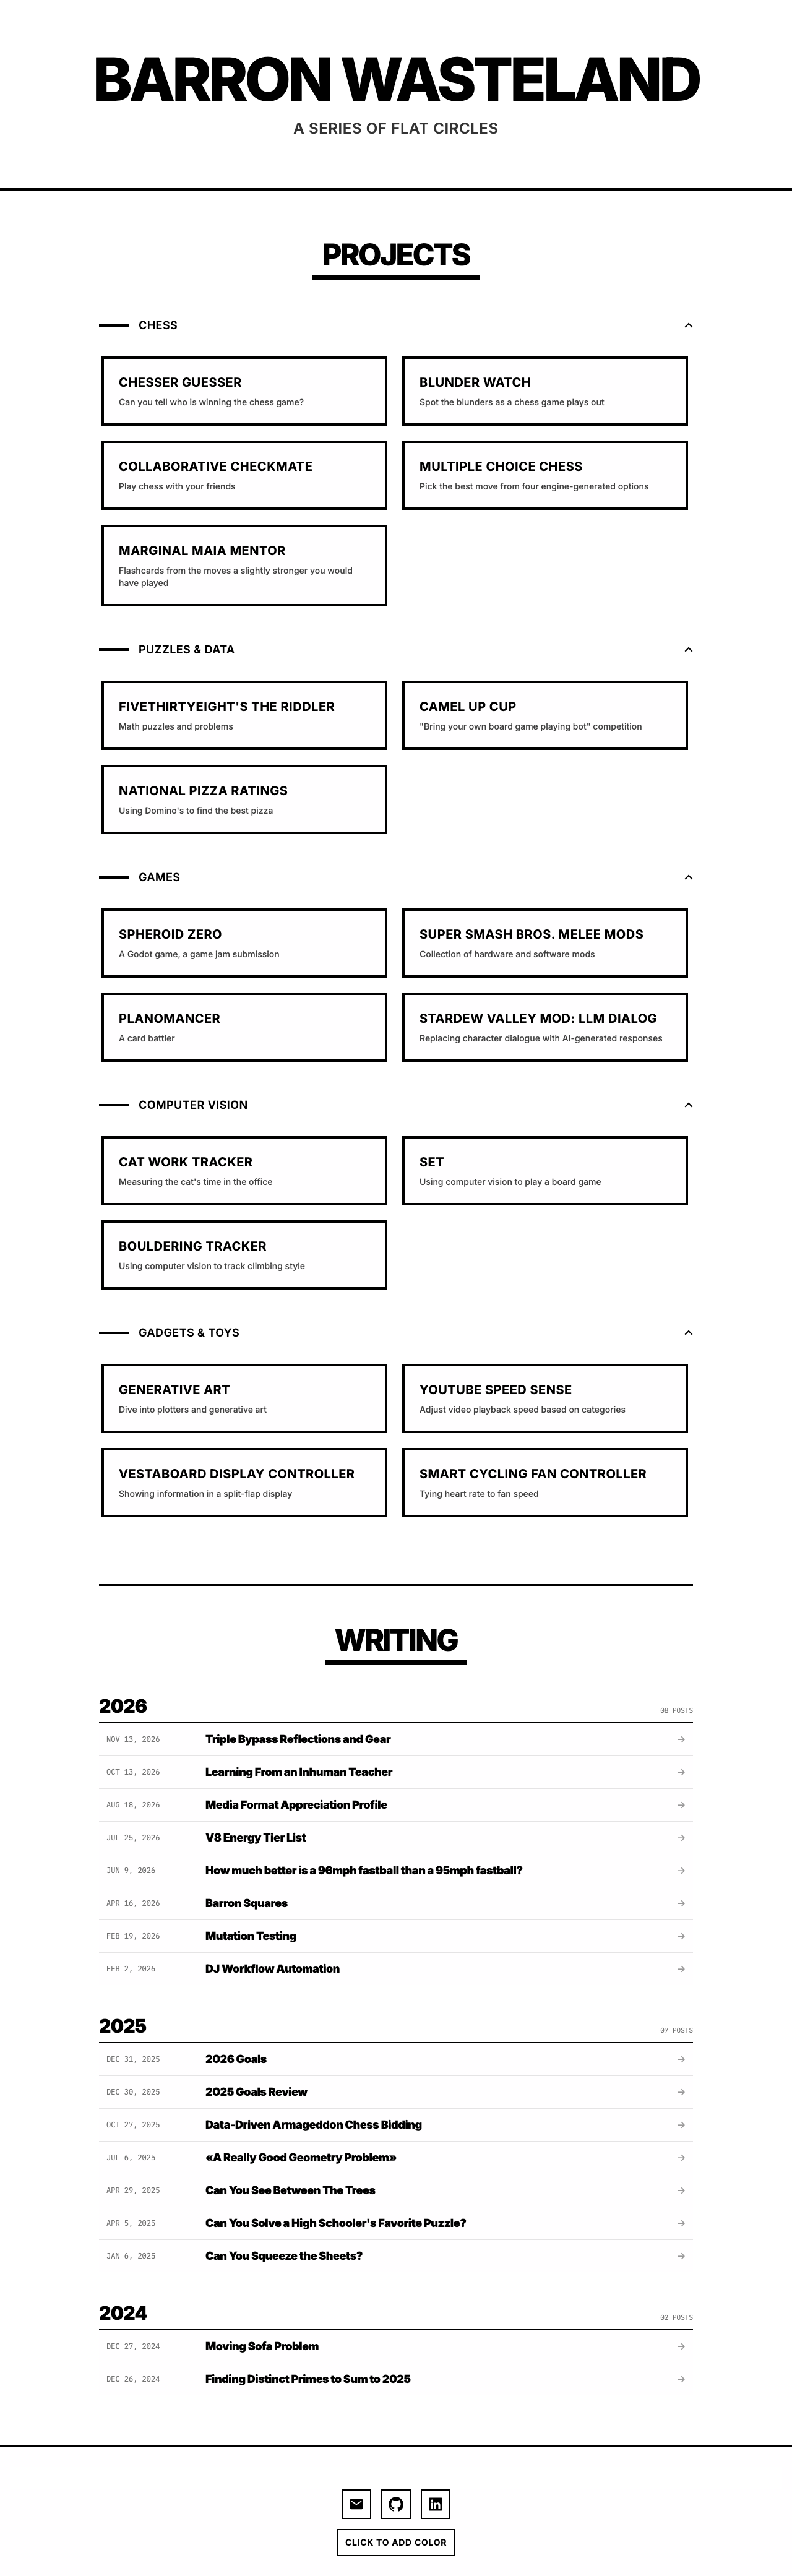 BARRON WASTELAND
A SERIES OF FLAT CIRCLES
PROJECTS
CHESS
CHESSER GUESSER
Can you tell who is winning the chess game?
BLUNDER WATCH
Spot the blunders as a chess game plays out
COLLABORATIVE CHECKMATE
Play chess with your friends
MULTIPLE CHOICE CHESS
Pick the best move from four engine-generated options
MARGINAL MAIA MENTOR
Flashcards from the moves a slightly stronger you would
have played
PUZZLES & DATA
FIVETHIRTYEIGHT'S THE RIDDLER
Math puzzles and problems
CAMEL UP CUP
"Bring your own board game playing bot" competition
NATIONAL PIZZA RATINGS
Using Domino's to find the best pizza
GAMES
SPHEROID ZERO
A Godot game, a game jam submission
SUPER SMASH BROS. MELEE MODS
Collection of hardware and software mods
PLANOMANCER
A card battler
STARDEW VALLEY MOD: LLM DIALOG
Replacing character dialogue with AI-generated responses
COMPUTER VISION
CAT WORK TRACKER
Measuring the cat's time in the office
SET
Using computer vision to play a board game
BOULDERING TRACKER
Using computer vision to track climbing style
GADGETS & TOYS
GENERATIVE ART
Dive into plotters and generative art
YOUTUBE SPEED SENSE
Adjust video playback speed based on categories
VESTABOARD DISPLAY CONTROLLER
Showing information in a split-flap display
SMART CYCLING FAN CONTROLLER
Tying heart rate to fan speed
WRITING
2026 08 POSTS
NOV 13, 2026 Triple Bypass Reflections and Gear →
OCT 13, 2026 Learning From an Inhuman Teacher →
AUG 18, 2026 Media Format Appreciation Profile →
JUL 25, 2026 V8 Energy Tier List →
JUN 9, 2026 How much better is a 96mph fastball than a 95mph fastball? →
APR 16, 2026 Barron Squares →
FEB 19, 2026 Mutation Testing →
FEB 2, 2026 DJ Workflow Automation →
2025 07 POSTS
DEC 31, 2025 2026 Goals →
DEC 30, 2025 2025 Goals Review →
OCT 27, 2025 Data-Driven Armageddon Chess Bidding →
JUL 6, 2025 «A Really Good Geometry Problem» →
APR 29, 2025 Can You See Between The Trees →
APR 5, 2025 Can You Solve a High Schooler's Favorite Puzzle? →
JAN 6, 2025 Can You Squeeze the Sheets? →
2024 02 POSTS
DEC 27, 2024 Moving Sofa Problem →
DEC 26, 2024 Finding Distinct Primes to Sum to 2025 →
in
CLICK TO ADD COLOR